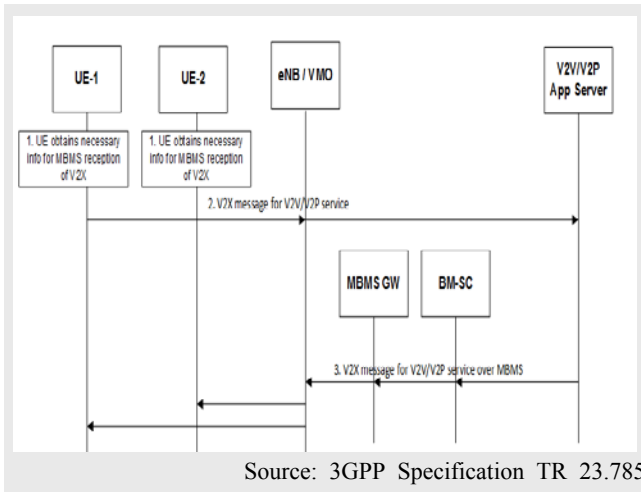 UE-1
UE-2
eNB / VMO
V2V/V2P
App Server
1. UE obtains necessary
info for MBMS reception
of V2X
1. UE obtains necessary
info for MBMS reception
of V2X
2. V2X message for V2V/V2P service
MBMS GW
BM-SC
3. V2X message for V2V/V2P service over MBMS
Source: 3GPP Specification TR 23.785